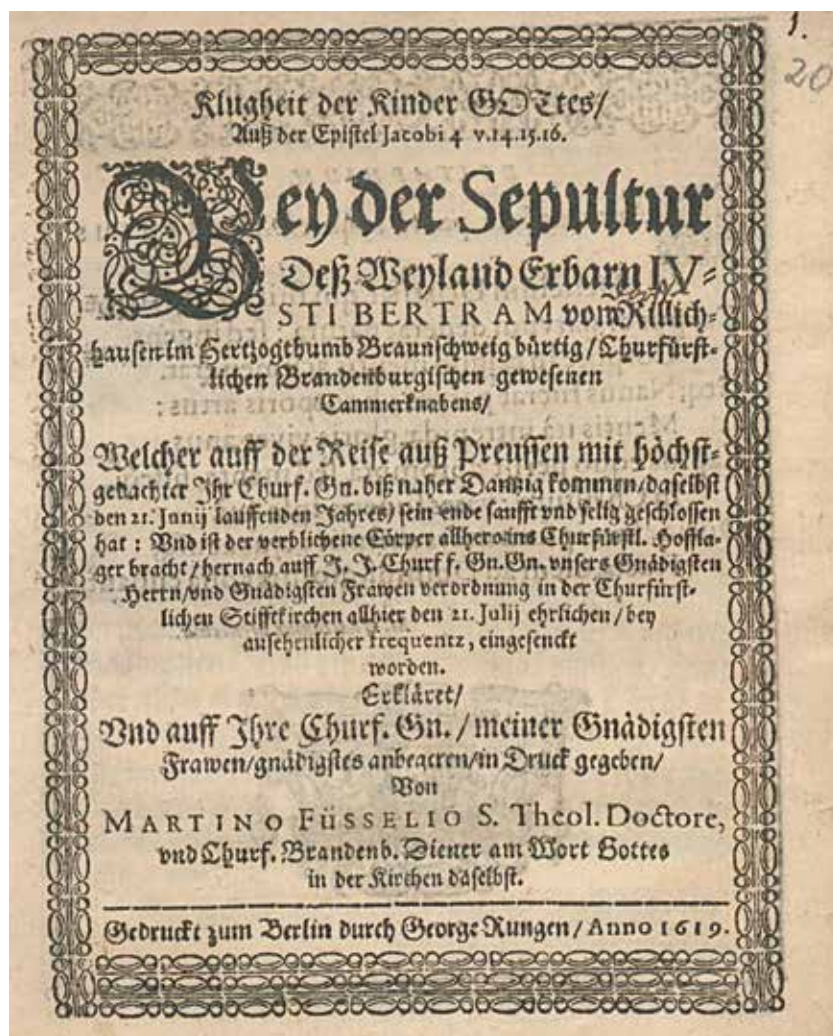 1.
20
Klugheit der Kinder GOTtes/
Auß der Epistel Jacobi 4 v.14.15.16.
Bey der Sepultur
Deß Weyland Erbarn IV-
STI BERTRAM von Rillich-
hausen im Hertzogthumb Braunschweig bürtig/Churfürst-
lichen Brandenburgischen gewesenen
Cammerknabens/
Welcher auff der Reise auß Preussen mit höchst-
gedachter Ihr Churf. Gn. biß naher Dantzig kommen/daselbst
den 21. Junij lauffenden Jahres/sein ende saufft vnd selig geschlossen
hat : Vnd ist der verblichene Cörper allher ans Churfürstl. Hoffla-
ger bracht/hernach auff J. J. Churf f. Gn.Gn. vnsers Gnädigsten
Herrn/vnd Gnädigsten Frawen verordnung in der Churfürst-
lichen Stifftkirchen allhier den 21. Julij ehrlichen/bey
ansehenlicher frequentz, eingesenckt
worden.
Erkläret/
Vnd auff Ihre Churf. Gn./meiner Gnädigsten
Frawen/gnädigstes anbegeren/in Druck gegeben/
Von
MARTINO FÜSSELIO S. Theol. Doctore,
vnd Churf. Brandenb. Diener am Wort Gottes
in der Kirchen daselbst.
Gedruckt zum Berlin durch George Rungen/Anno 1619.